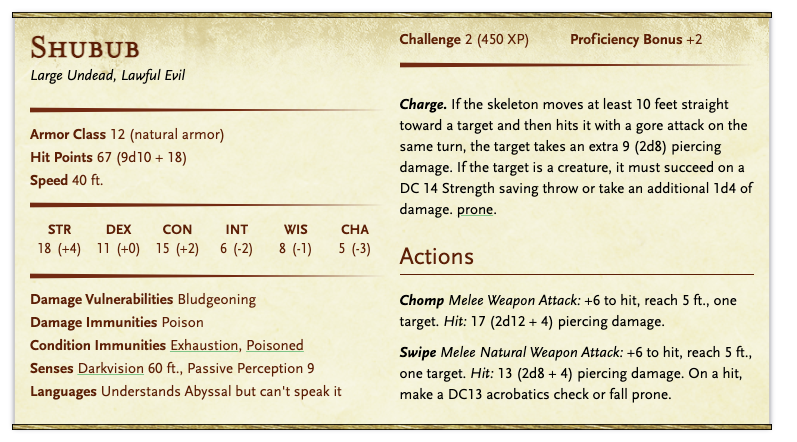 Shubub
Large Undead, Lawful Evil
Armor Class 12 (natural armor)
Hit Points 67 (9d10 + 18)
Speed 40 ft.
STR DEX CON INT WIS CHA
18 (+4) 11 (+0) 15 (+2) 6 (-2) 8 (-1) 5 (-3)
Damage Vulnerabilities Bludgeoning
Damage Immunities Poison
Condition Immunities Exhaustion, Poisoned
Senses Darkvision 60 ft., Passive Perception 9
Languages Understands Abyssal but can't speak it
Challenge 2 (450 XP) Proficiency Bonus +2
Charge. If the skeleton moves at least 10 feet straight
toward a target and then hits it with a gore attack on the
same turn, the target takes an extra 9 (2d8) piercing
damage. If the target is a creature, it must succeed on a
DC 14 Strength saving throw or take an additional 1d4 of
damage. prone.
Actions
Chomp Melee Weapon Attack: +6 to hit, reach 5 ft., one
target. Hit: 17 (2d12 + 4) piercing damage.
Swipe Melee Natural Weapon Attack: +6 to hit, reach 5 ft.,
one target. Hit: 13 (2d8 + 4) piercing damage. On a hit,
make a DC13 acrobatics check or fall prone.